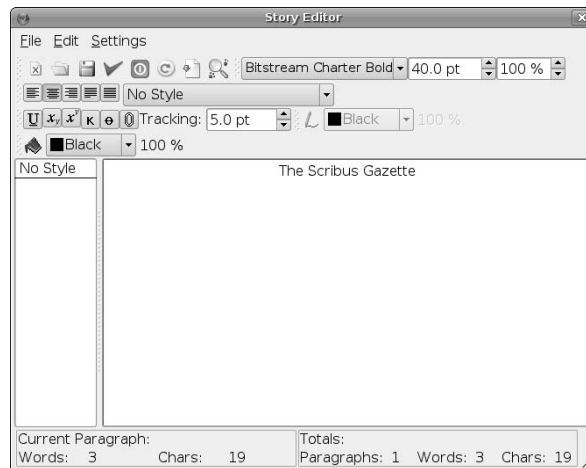 Story Editor
File Edit Settings
Bitstream Charter Bold 40.0 pt 100 %
No Style
U x, x^y K O 0 Tracking: 5.0 pt Black 100 %
Black 100 %
No Style The Scribus Gazette
Current Paragraph: Totals:
Words: 3 Chars: 19 Paragraphs: 1 Words: 3 Chars: 19